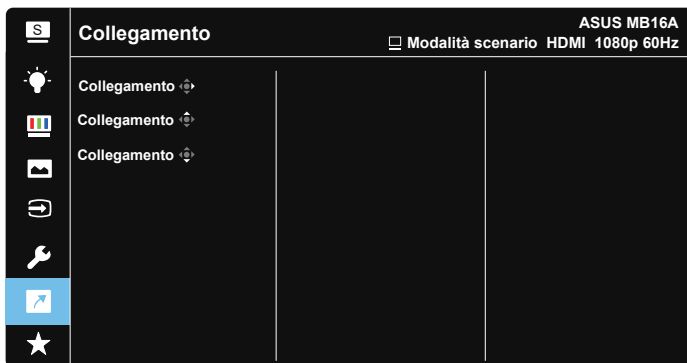 S
Collegamento
ASUS MB16A
Modalità scenario HDMI 1080p 60Hz
Collegamento
Collegamento
Collegamento